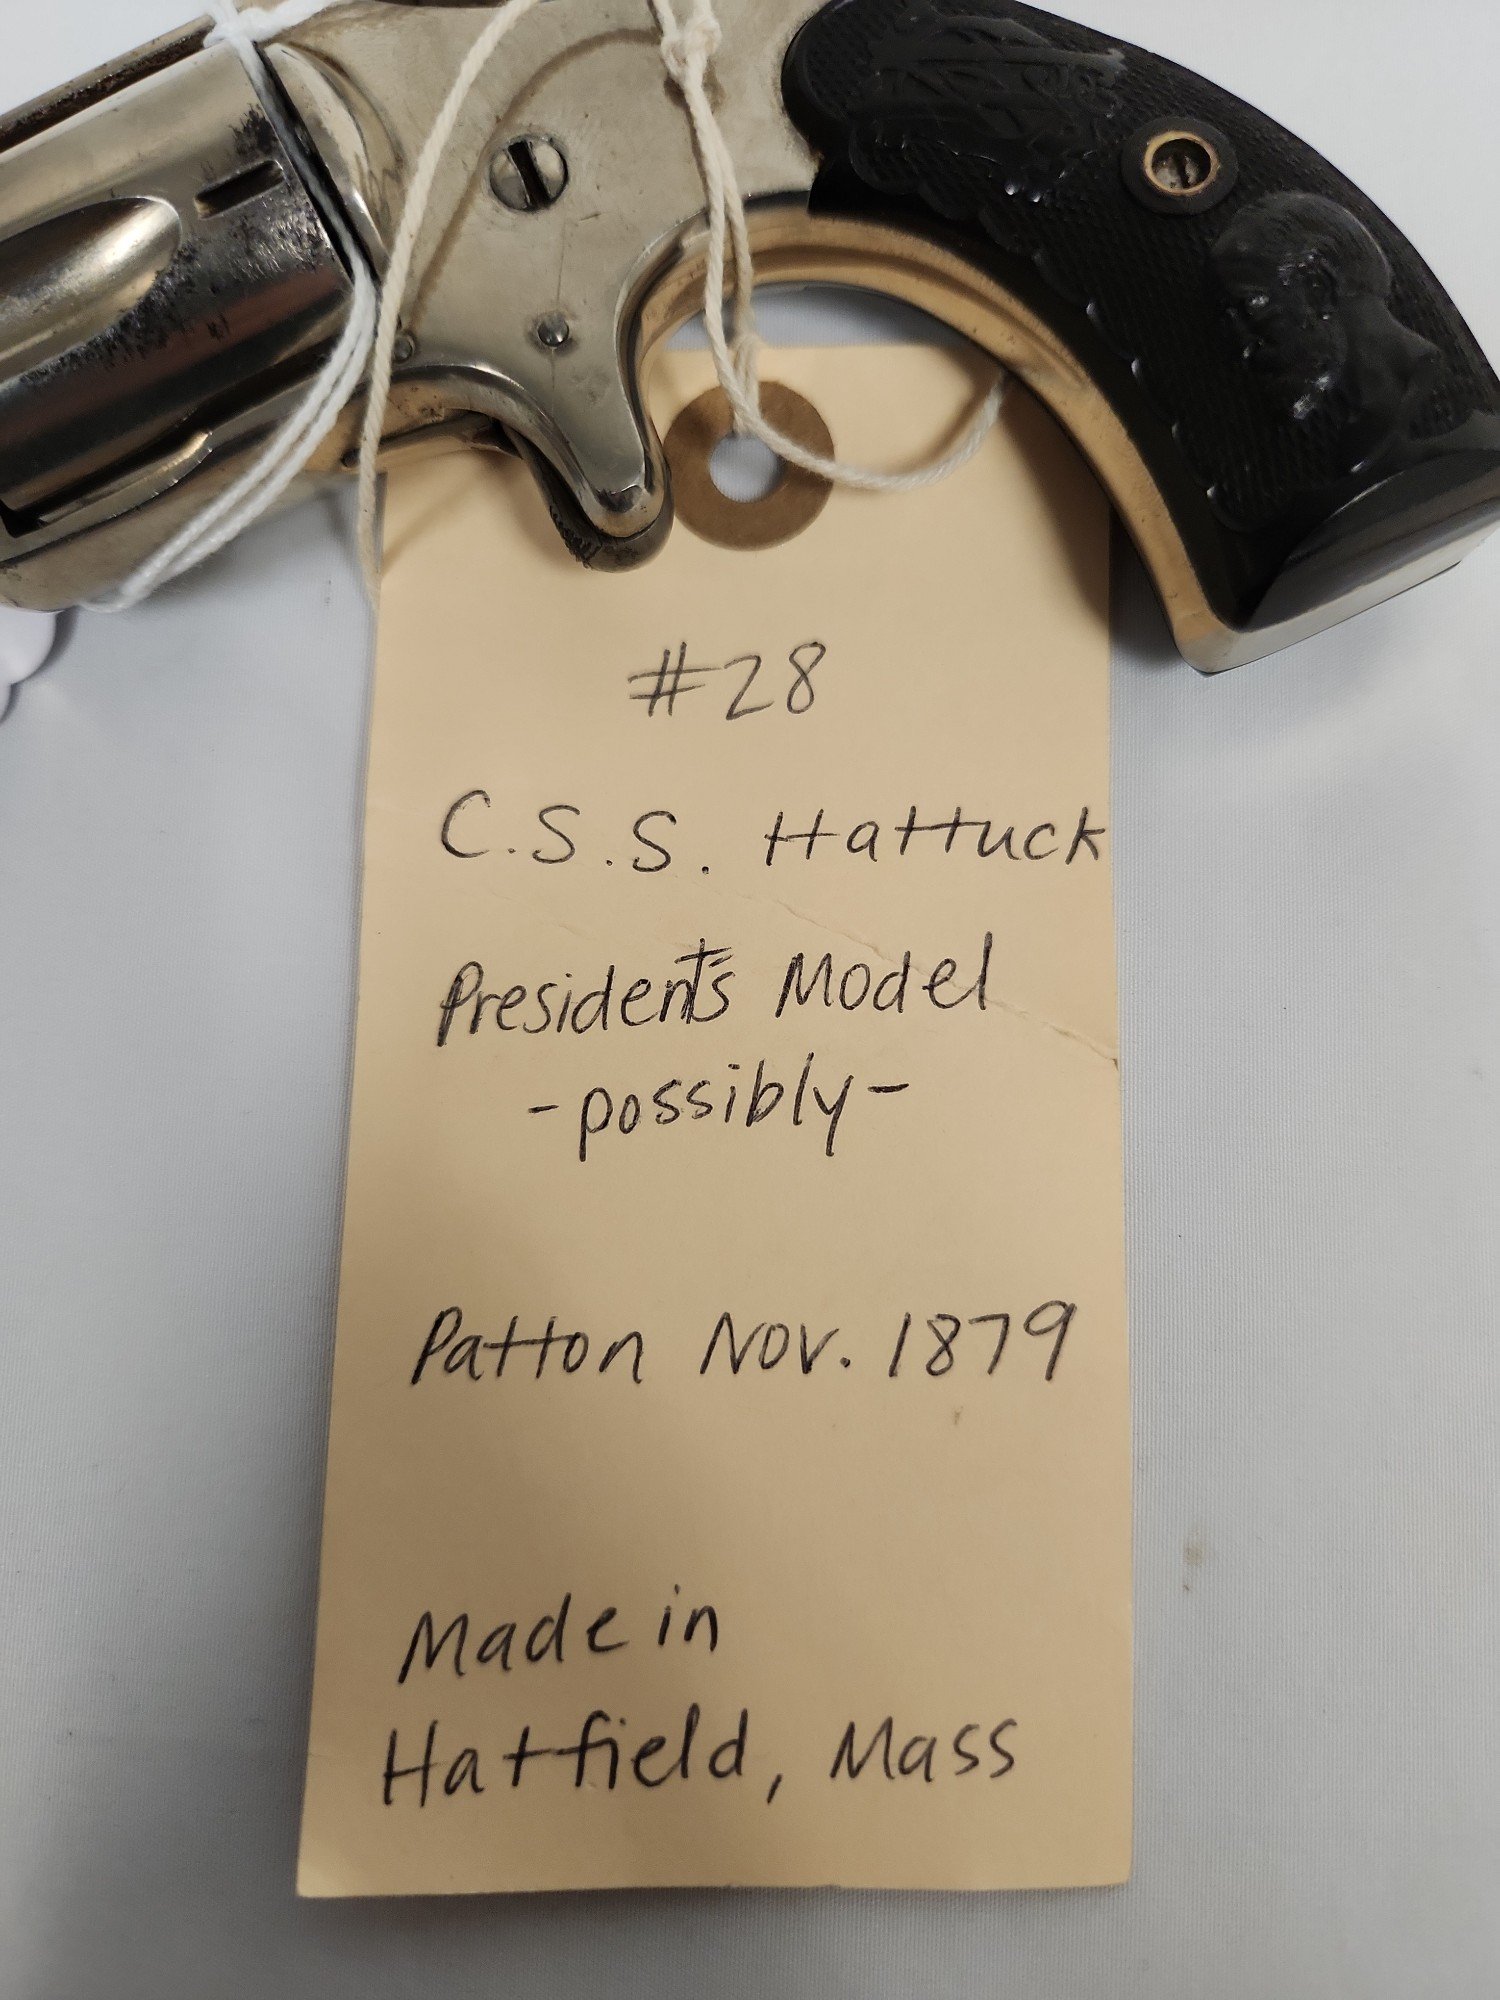 #28
C.S.S. Hattuck
President's Model
-possibly-
Patton Nov. 1879
Made in
Hatfield, Mass